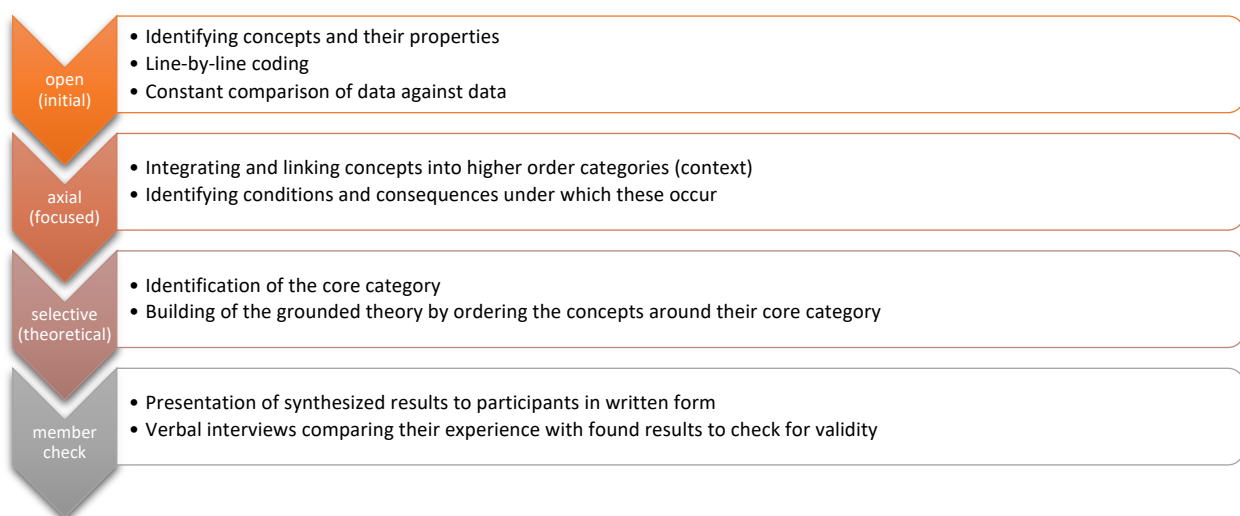 open
(initial)
• Identifying concepts and their properties
• Line-by-line coding
• Constant comparison of data against data
axial
(focused)
• Integrating and linking concepts into higher order categories (context)
• Identifying conditions and consequences under which these occur
selective
(theoretical)
• Identification of the core category
• Building of the grounded theory by ordering the concepts around their core category
member
check
• Presentation of synthesized results to participants in written form
• Verbal interviews comparing their experience with found results to check for validity